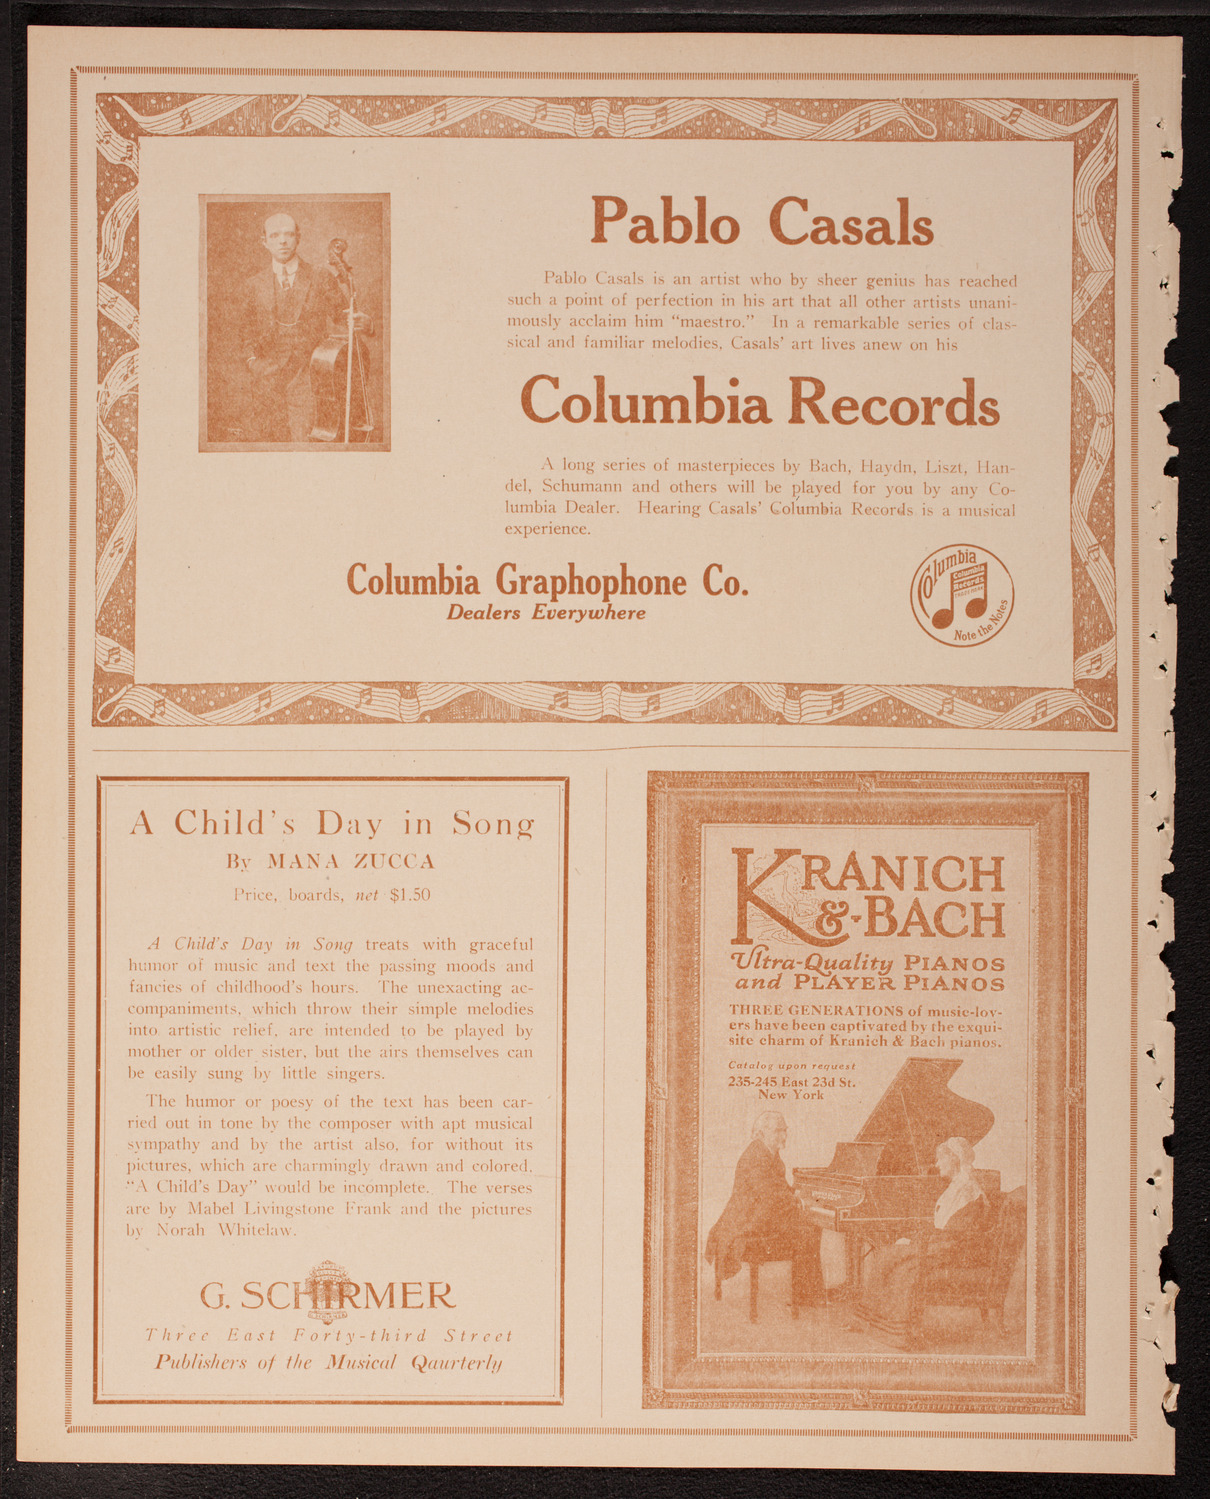 Pablo Casals
Pablo Casals is an artist who by sheer genius has reached
such a point of perfection in his art that all other artists unani-
mously acclaim him "maestro." In a remarkable series of clas-
sical and familiar melodies, Casals' art lives anew on his
Columbia Records
A long series of masterpieces by Bach, Haydn, Liszt, Han-
del, Schumann and others will be played for you by any Co-
lumbia Dealer. Hearing Casals' Columbia Records is a musical
experience.
Columbia Graphophone Co.
Dealers Everywhere
Columbia
Columbia
Records
Note the Notes
A Child's Day in Song
By MANA ZUCCA
Price, boards, net $1.50
A Child's Day in Song treats with graceful
humor of music and text the passing moods and
fancies of childhood's hours. The unexacting ac-
companiments, which throw their simple melodies
into artistic relief, are intended to be played by
mother or older sister, but the airs themselves can
be easily sung by little singers.
The humor or poesy of the text has been car-
ried out in tone by the composer with apt musical
sympathy and by the artist also, for without its
pictures, which are charmingly drawn and colored,
"A Child's Day" would be incomplete. The verses
are by Mabel Livingstone Frank and the pictures
by Norah Whitelaw.
G. SCHIRMER
Three East Forty-third Street
Publishers of the Musical Qaurterly
KRANICH
& BACH
Ultra-Quality PIANOS
and PLAYER PIANOS
THREE GENERATIONS of music-lov-
ers have been captivated by the exqui-
site charm of Kranich & Bach pianos.
Catalog upon request
235-245 East 23d St.
New York